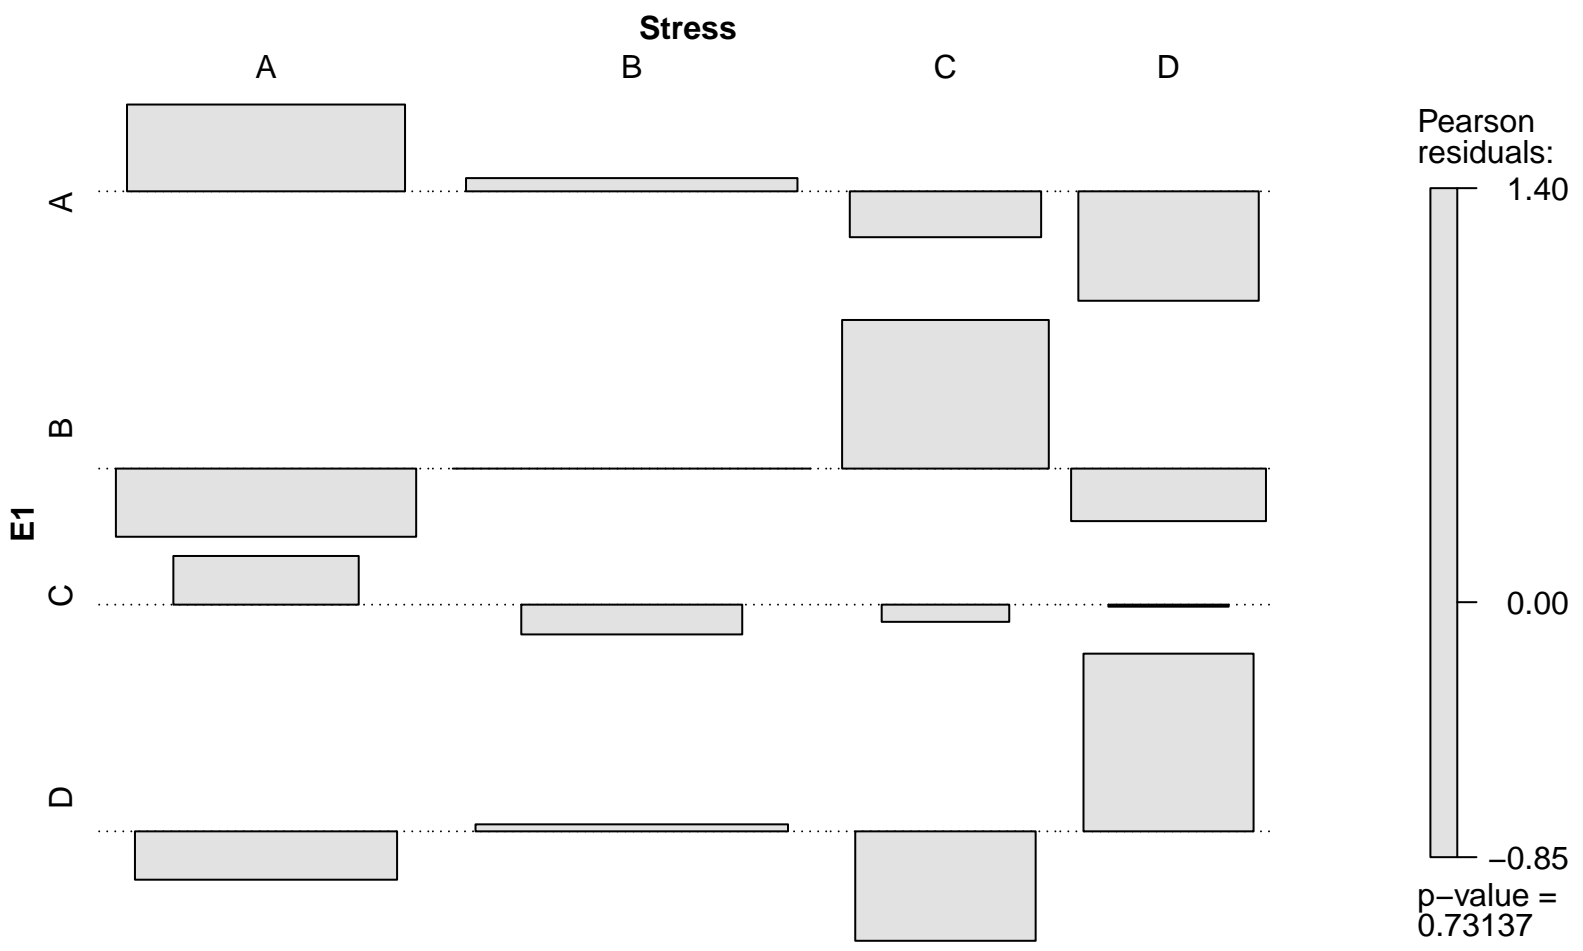 Stress
A B C D
A
B
C
D
E1
Pearson
residuals:
1.40
0.00
−0.85
p−value =
0.73137